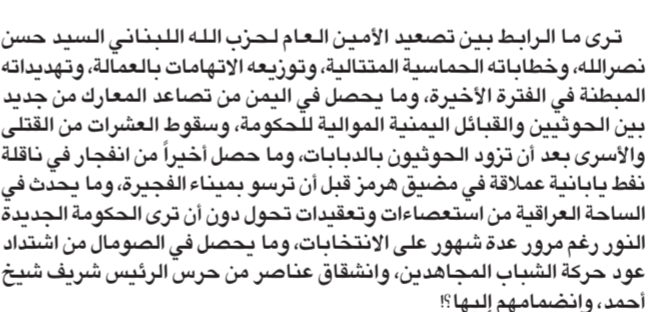 ترى ما الرابط بين تصعيد الأمين العام لحزب الله اللبناني السيد حسن
نصرالله، وخطاباته الحماسية المتتالية، وتوزيعه الاتهامات بالعمالة، وتهديداته
المبطنة في الفترة الأخيرة، وما يحصل في اليمن من تصاعد المعارك من جديد
بين الحوثيين والقبائل اليمنية الموالية للحكومة، وسقوط العشرات من القتلى
والأسرى بعد أن تزود الحوثيون بالدبابات، وما حصل أخيراً من انفجار في ناقلة
نفط يابانية عملاقة في مضيق هرمز قبل أن ترسو بميناء الفجيرة، وما يحدث في
الساحة العراقية من استعصاءات وتعقيدات تحول دون أن ترى الحكومة الجديدة
النور رغم مرور عدة شهور على الانتخابات، وما يحصل في الصومال من اشتداد
عود حركة الشباب المجاهدين، وانشقاق عناصر من حرس الرئيس شريف شيخ
أحمد، وانضمامهم إليها؟!